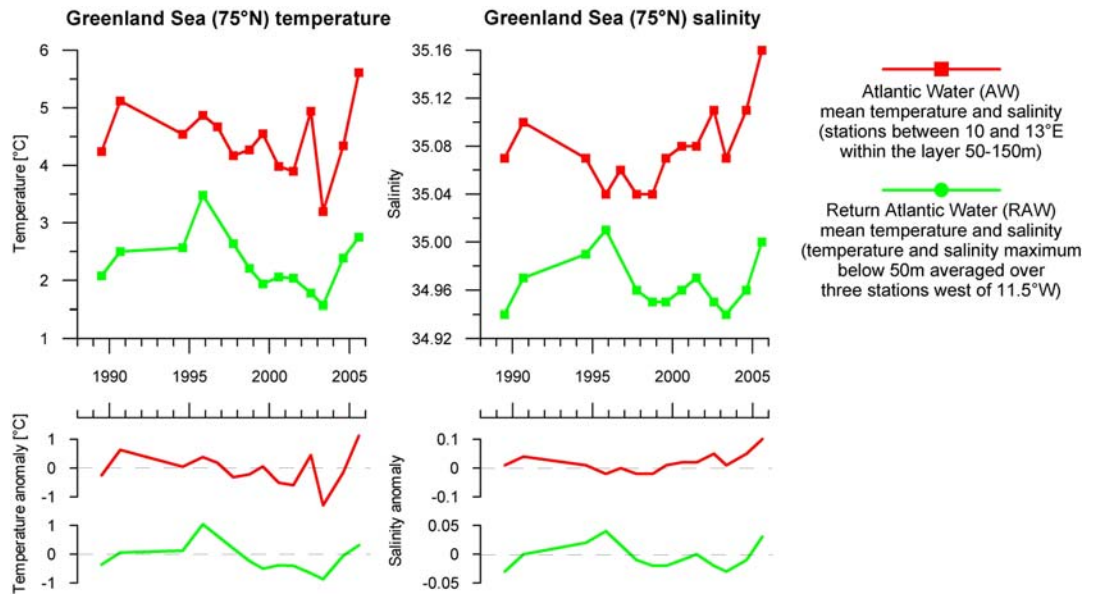 Greenland Sea (75°N) temperature
Temperature [°C]
6
5
4
3
2
1
1990
1995
2000
2005
Greenland Sea (75°N) salinity
Salinity
35.16
35.12
35.08
35.04
35.00
34.96
34.92
1990
1995
2000
2005
Atlantic Water (AW)
mean temperature and salinity
(stations between 10 and 13°E
within the layer 50-150m)
Return Atlantic Water (RAW)
mean temperature and salinity
(temperature and salinity maximum
below 50m averaged over
three stations west of 11.5°W)
Temperature anomaly [°C]
1
0
-1
1
0
-1
Salinity anomaly
0.1
0
-0.1
0.05
0
-0.05